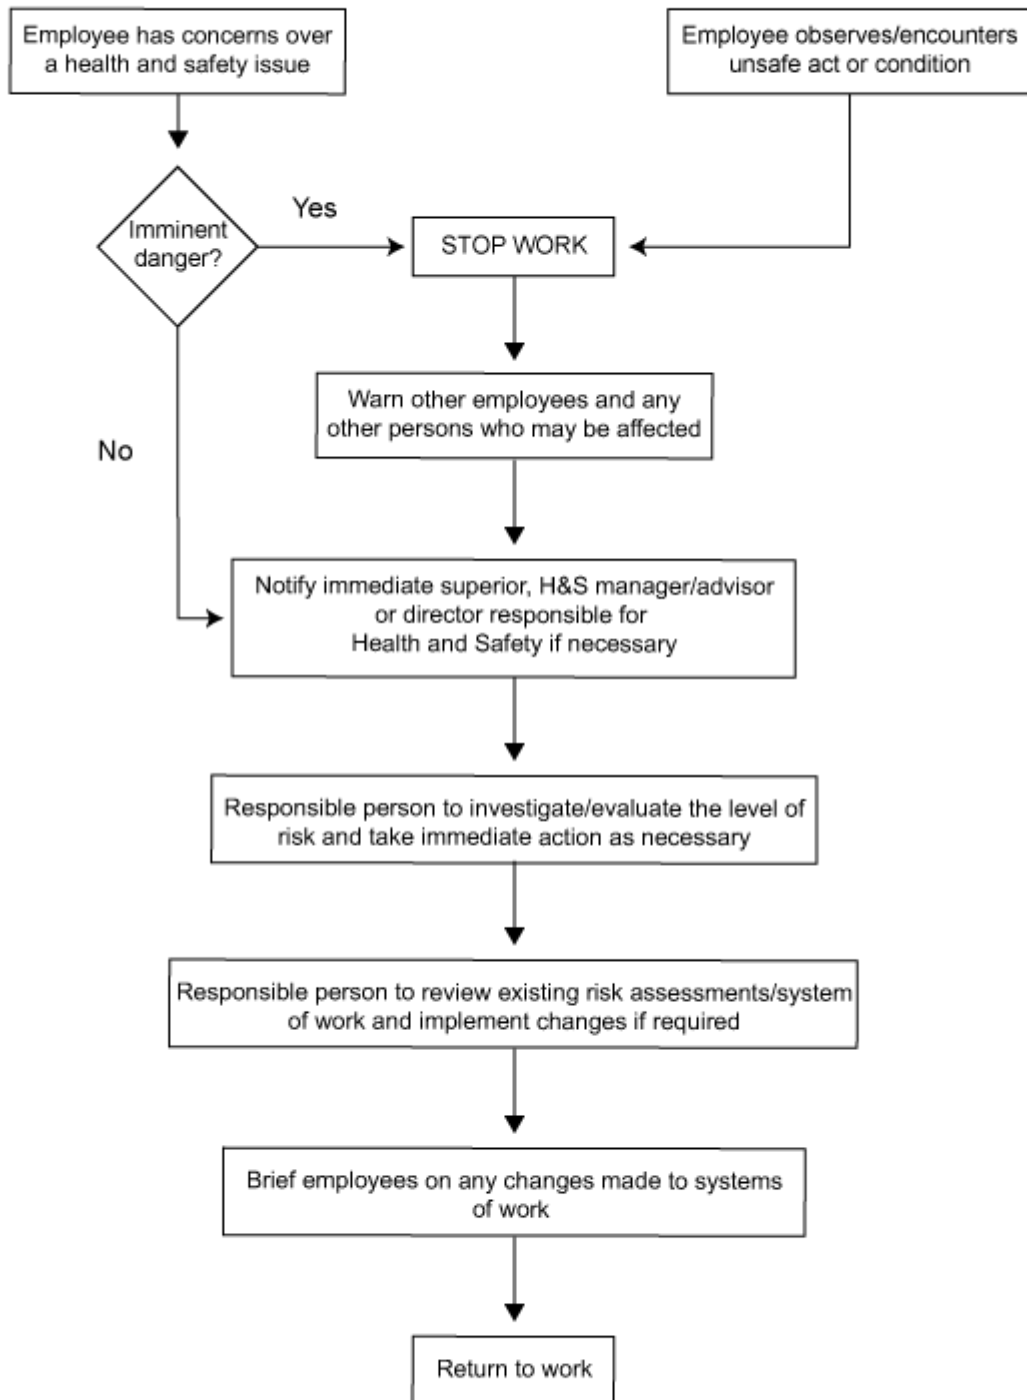 Employee has concerns over
a health and safety issue
Employee observes/encounters
unsafe act or condition
Imminent
danger?
Yes
STOP WORK
Warn other employees and any
other persons who may be affected
No
Notify immediate superior, H&S manager/advisor
or director responsible for
Health and Safety if necessary
Responsible person to investigate/evaluate the level of
risk and take immediate action as necessary
Responsible person to review existing risk assessments/system
of work and implement changes if required
Brief employees on any changes made to systems
of work
Return to work